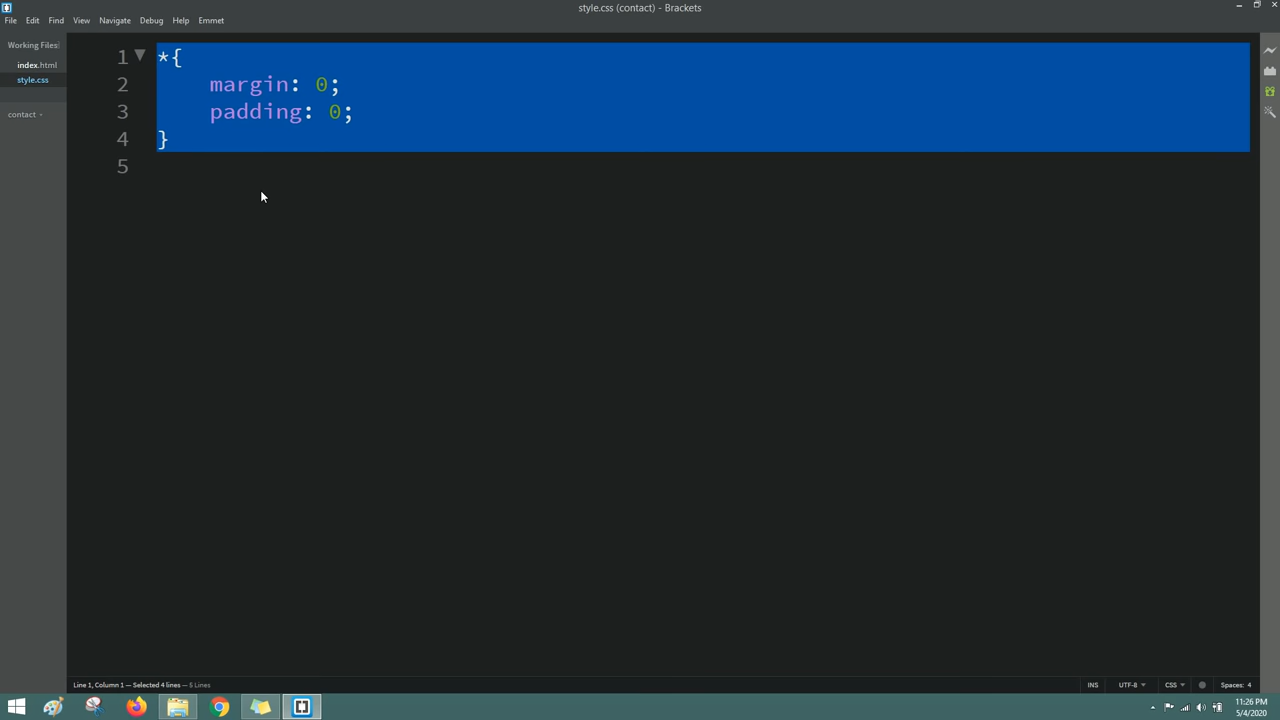 style.css (contact) - Brackets
File Edit Find View Navigate Debug Help Emmet
Working Files
index.html
style.css
contact
1 *{
2 margin: 0;
3 padding: 0;
4 }
5
Line 1, Column 1 — Selected 4 lines — 5 Lines
INS UTF-8 CSS Spaces: 4
11:26 PM
5/4/2020